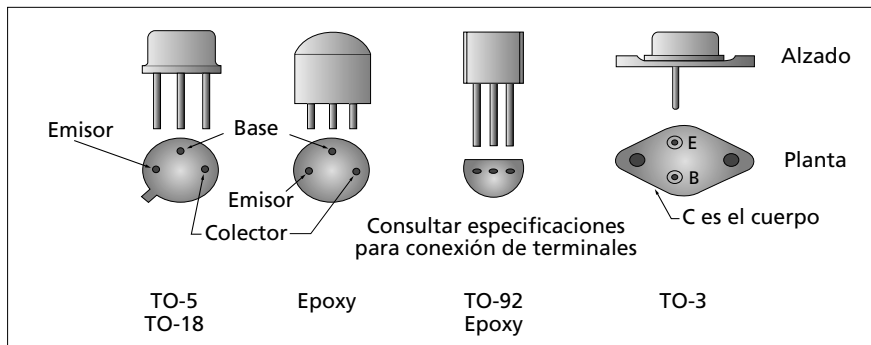 Alzado
Emisor
Base
E
B
Planta
Emisor
Colector
C es el cuerpo
Consultar especificaciones
para conexión de terminales
TO-5
TO-18
Epoxy
TO-92
Epoxy
TO-3